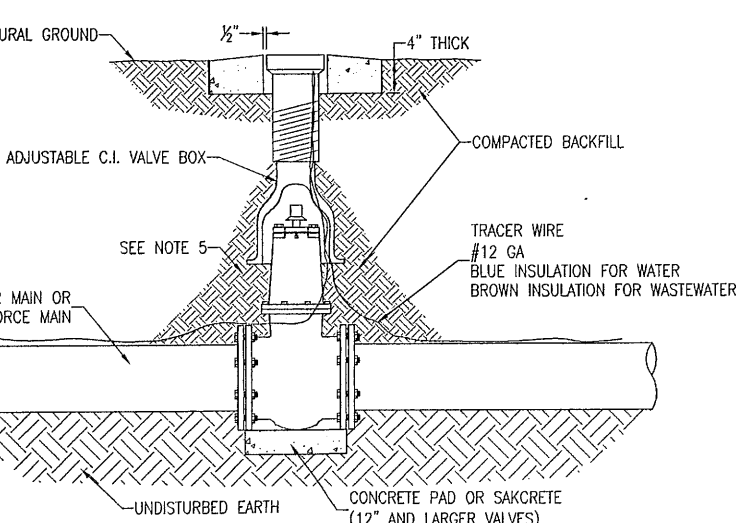 URAL GROUND
½"
4" THICK
ADJUSTABLE C.I. VALVE BOX
COMPACTED BACKFILL
SEE NOTE 5
TRACER WIRE
#12 GA
BLUE INSULATION FOR WATER
BROWN INSULATION FOR WASTEWATER
R MAIN OR
ORCE MAIN
UNDISTURBED EARTH
CONCRETE PAD OR SAKCRETE
(12" AND LARGER VALVES)